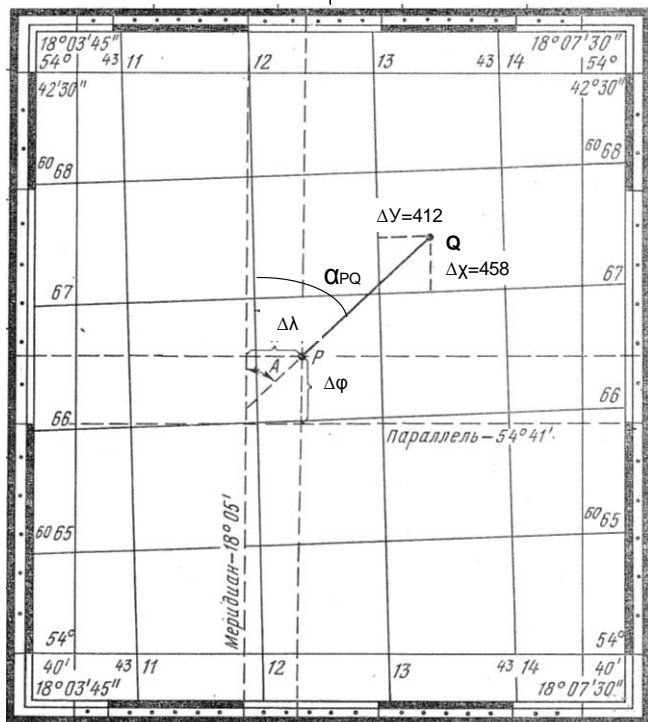 18°03'45" 18°07'30"
54° 43 11 12 13 43 14 54°
42'30" 42°30"
60 68 60 68
ΔУ=412
Q
αPQ Δχ=458
67 67
Δλ
A P
Δφ
66 66
Параллель–54°41'.
Меридиан–18°05'
60 65 60 65
54° 54°
40' 43 11 12 13 43 14 40'
18°03'45" 18°07'30"